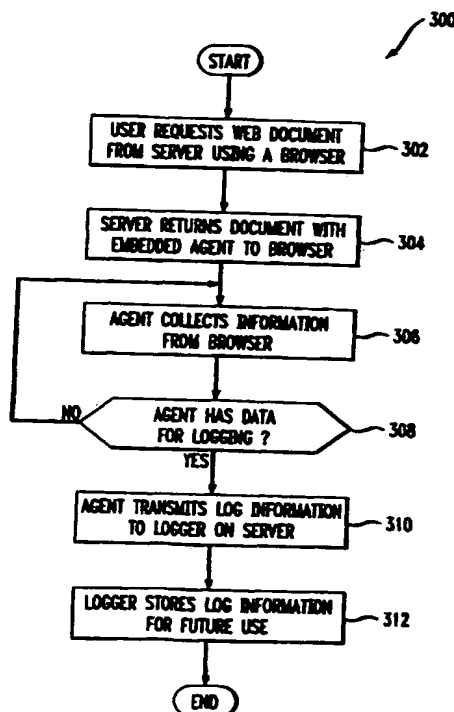 300
START
USER REQUESTS WEB DOCUMENT
FROM SERVER USING A BROWSER
302
SERVER RETURNS DOCUMENT WITH
EMBEDDED AGENT TO BROWSER
304
AGENT COLLECTS INFORMATION
FROM BROWSER
306
NO
AGENT HAS DATA
FOR LOGGING ?
308
YES
AGENT TRANSMITS LOG INFORMATION
TO LOGGER ON SERVER
310
LOGGER STORES LOG INFORMATION
FOR FUTURE USE
312
END